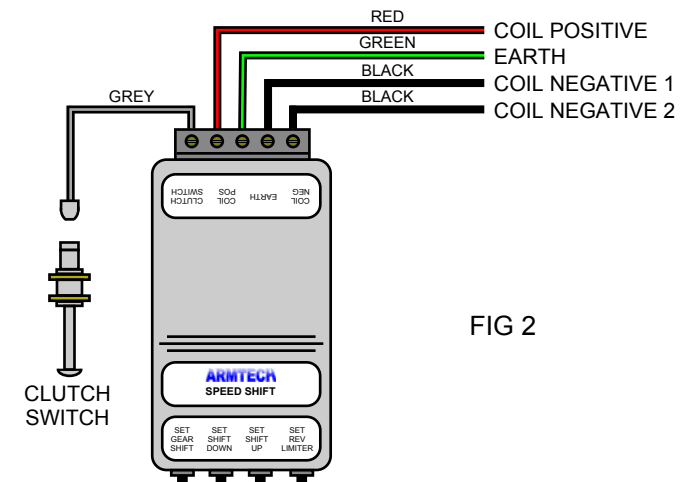 RED
COIL POSITIVE
GREEN
EARTH
BLACK
COIL NEGATIVE 1
GREY
BLACK
COIL NEGATIVE 2
CLUTCH
SWITCH
COIL
POS
EARTH
COIL
NEG
FIG 2
ARMTECH
SPEED SHIFT
CLUTCH
SWITCH
SET
GEAR
SHIFT
SET
SHIFT
DOWN
SET
SHIFT
UP
SET
REV
LIMITER